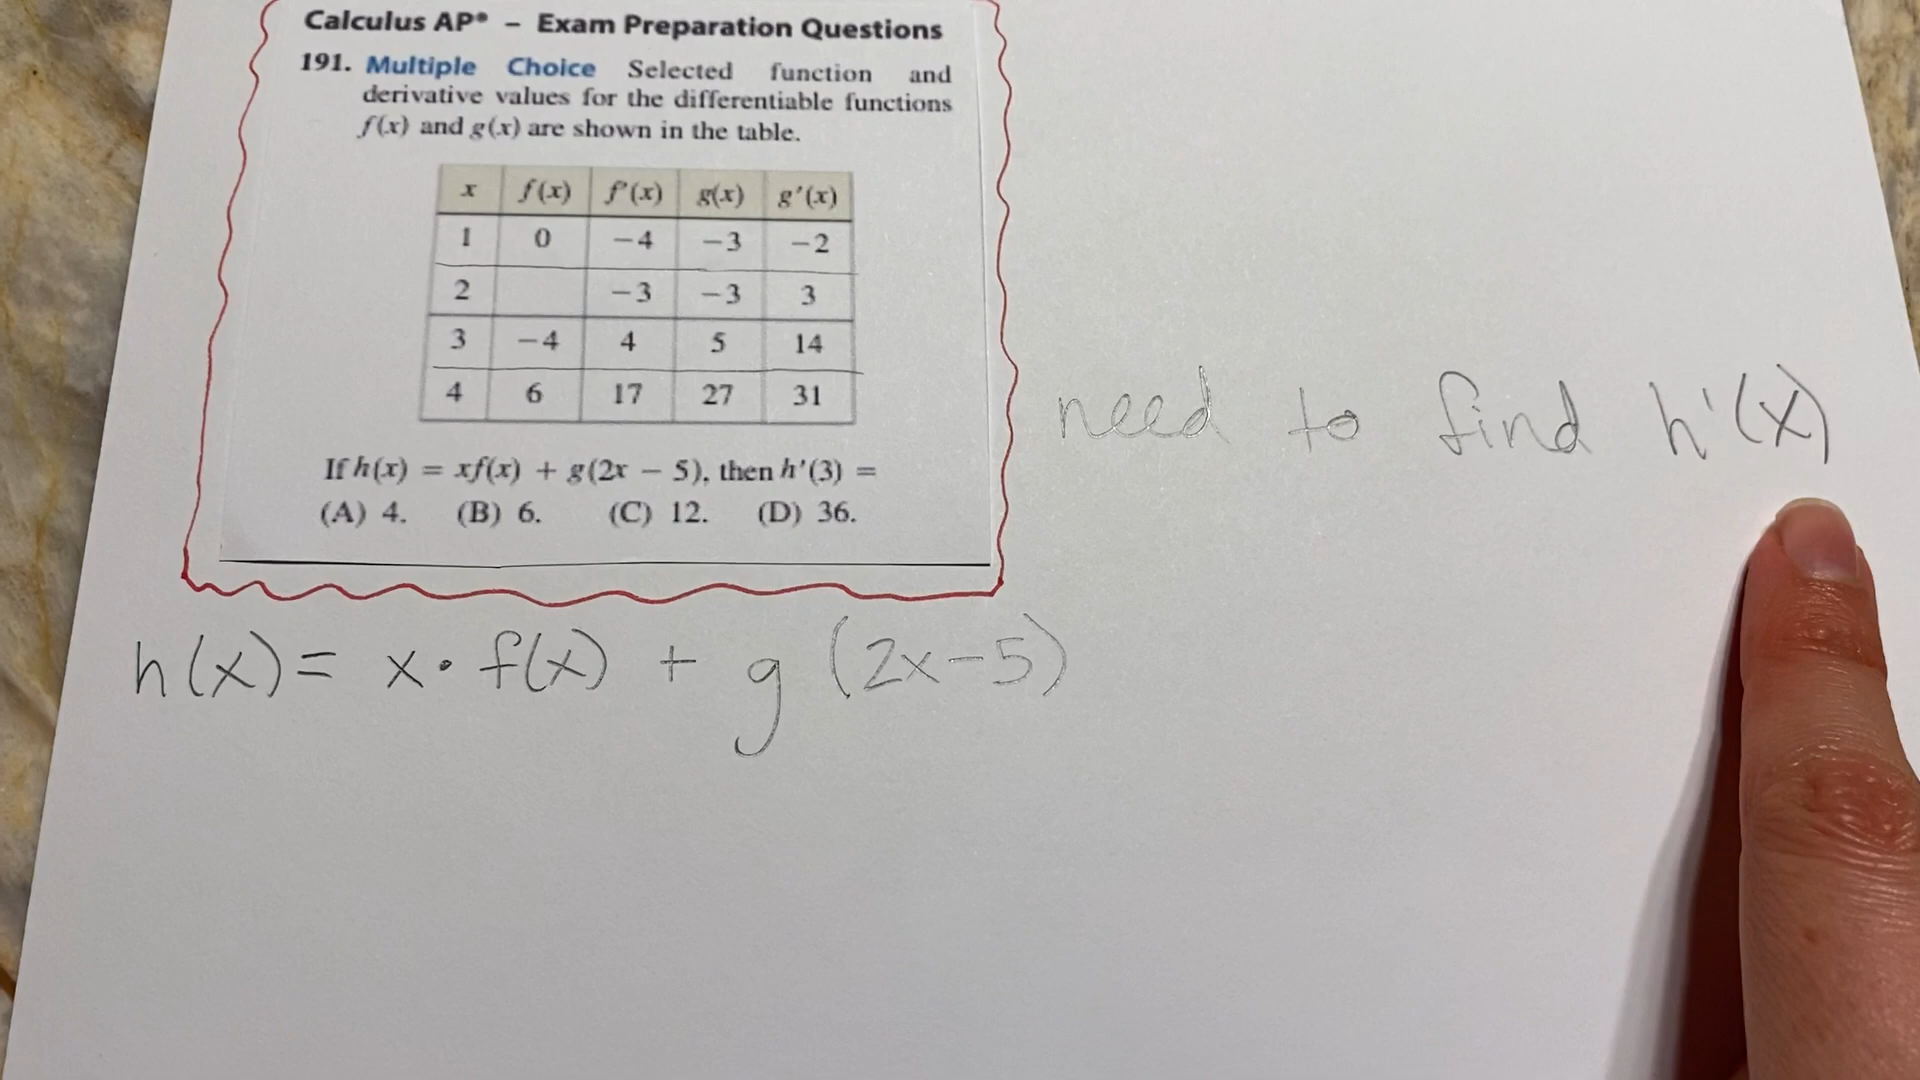 Calculus AP® – Exam Preparation Questions
191. Multiple Choice Selected function and
derivative values for the differentiable functions
f(x) and g(x) are shown in the table.
x f(x) f'(x) g(x) g'(x)
1 0 −4 −3 −2
2 −3 −3 3
3 −4 4 5 14
4 6 17 27 31
If h(x) = xf(x) + g(2x − 5), then h'(3) =
(A) 4. (B) 6. (C) 12. (D) 36.
need to find h'(x)
h(x) = x · f(x) + g (2x-5)